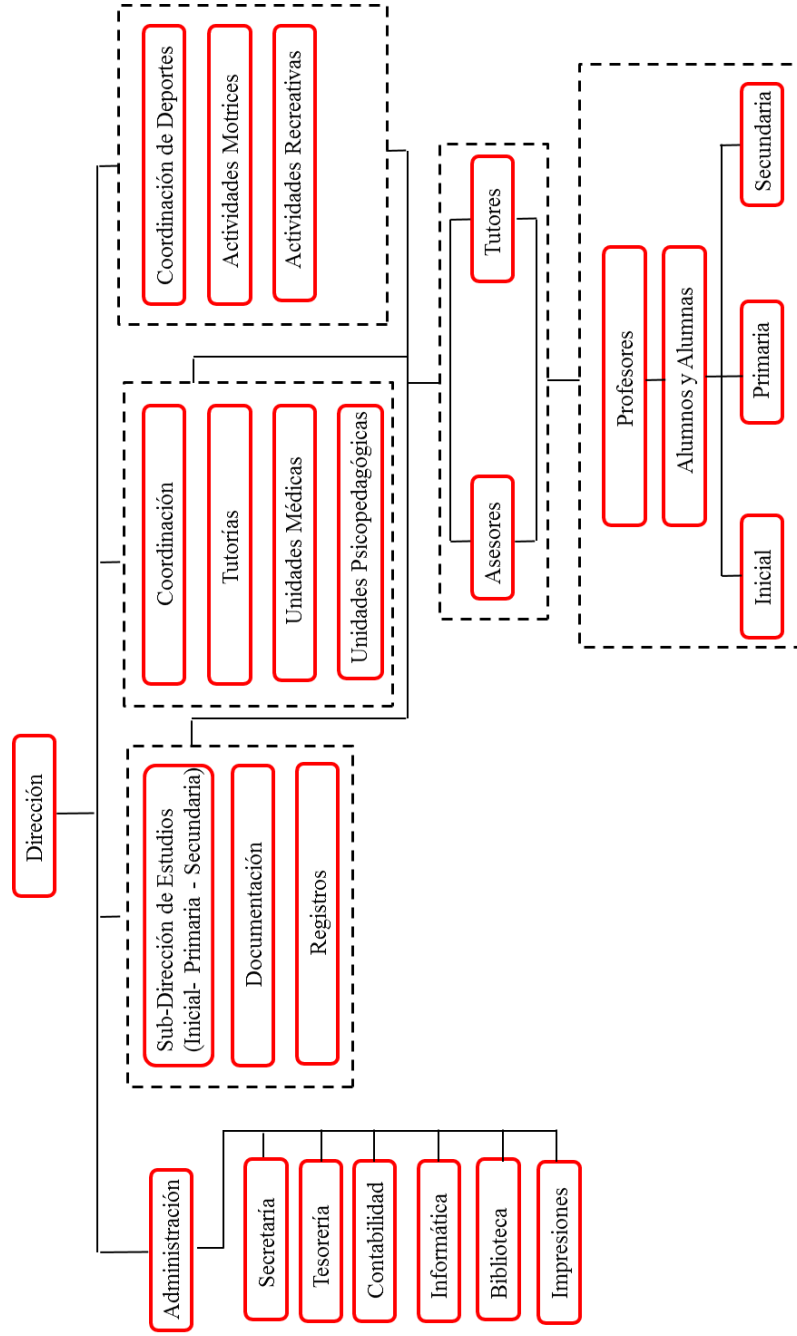 Dirección
Administración
Secretaría
Tesorería
Contabilidad
Informática
Biblioteca
Impresiones
Sub-Dirección de Estudios
(Inicial- Primaria - Secundaria)
Documentación
Registros
Coordinación
Tutorías
Unidades Médicas
Unidades Psicopedagógicas
Coordinación de Deportes
Actividades Motrices
Actividades Recreativas
Asesores
Tutores
Profesores
Alumnos y Alumnas
Inicial
Primaria
Secundaria